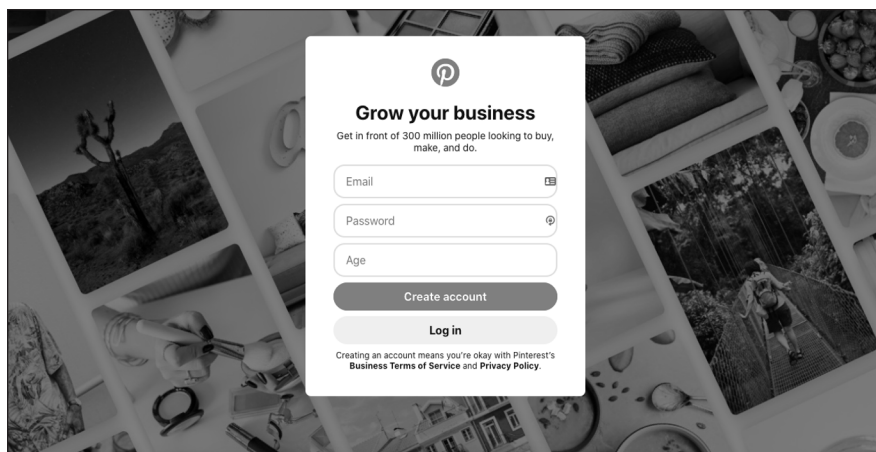 Grow your business
Get in front of 300 million people looking to buy,
make, and do.
Email
Password
Age
Create account
Log in
Creating an account means you're okay with Pinterest's
Business Terms of Service and Privacy Policy.